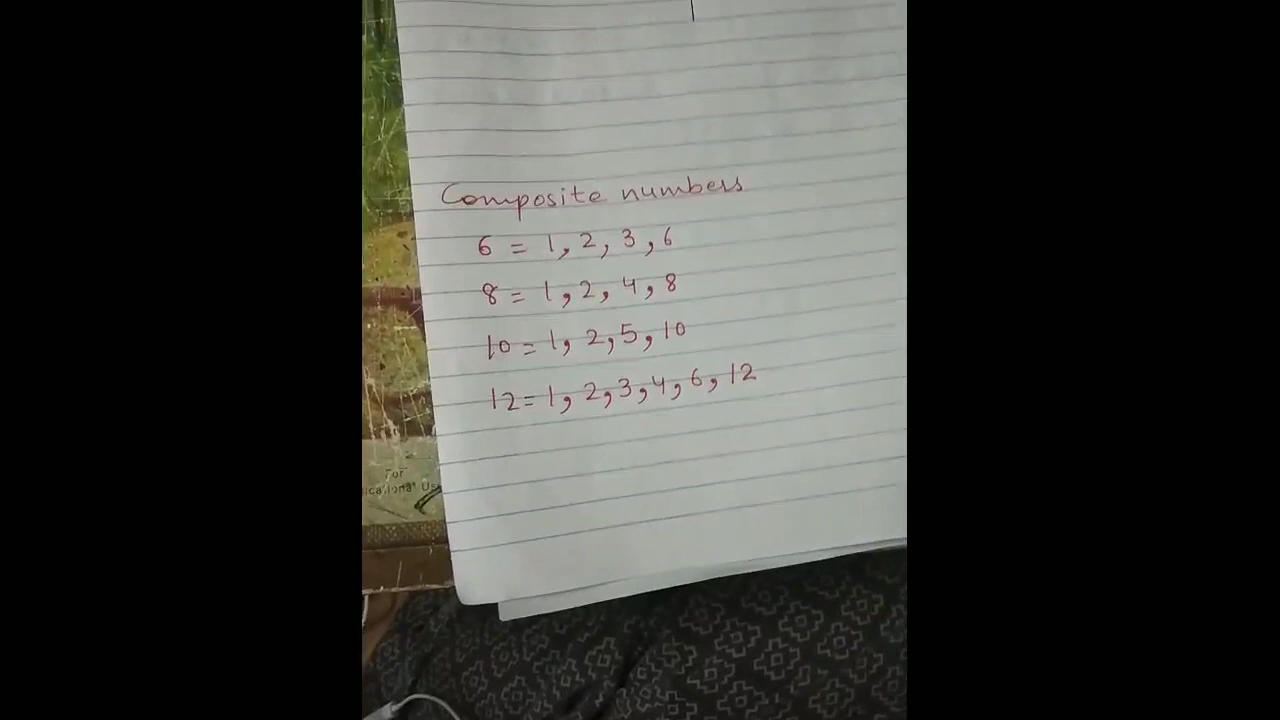 Composite numbers
6 = 1, 2, 3, 6
8 = 1, 2, 4, 8
10 = 1, 2, 5, 10
12 = 1, 2, 3, 4, 6, 12
For